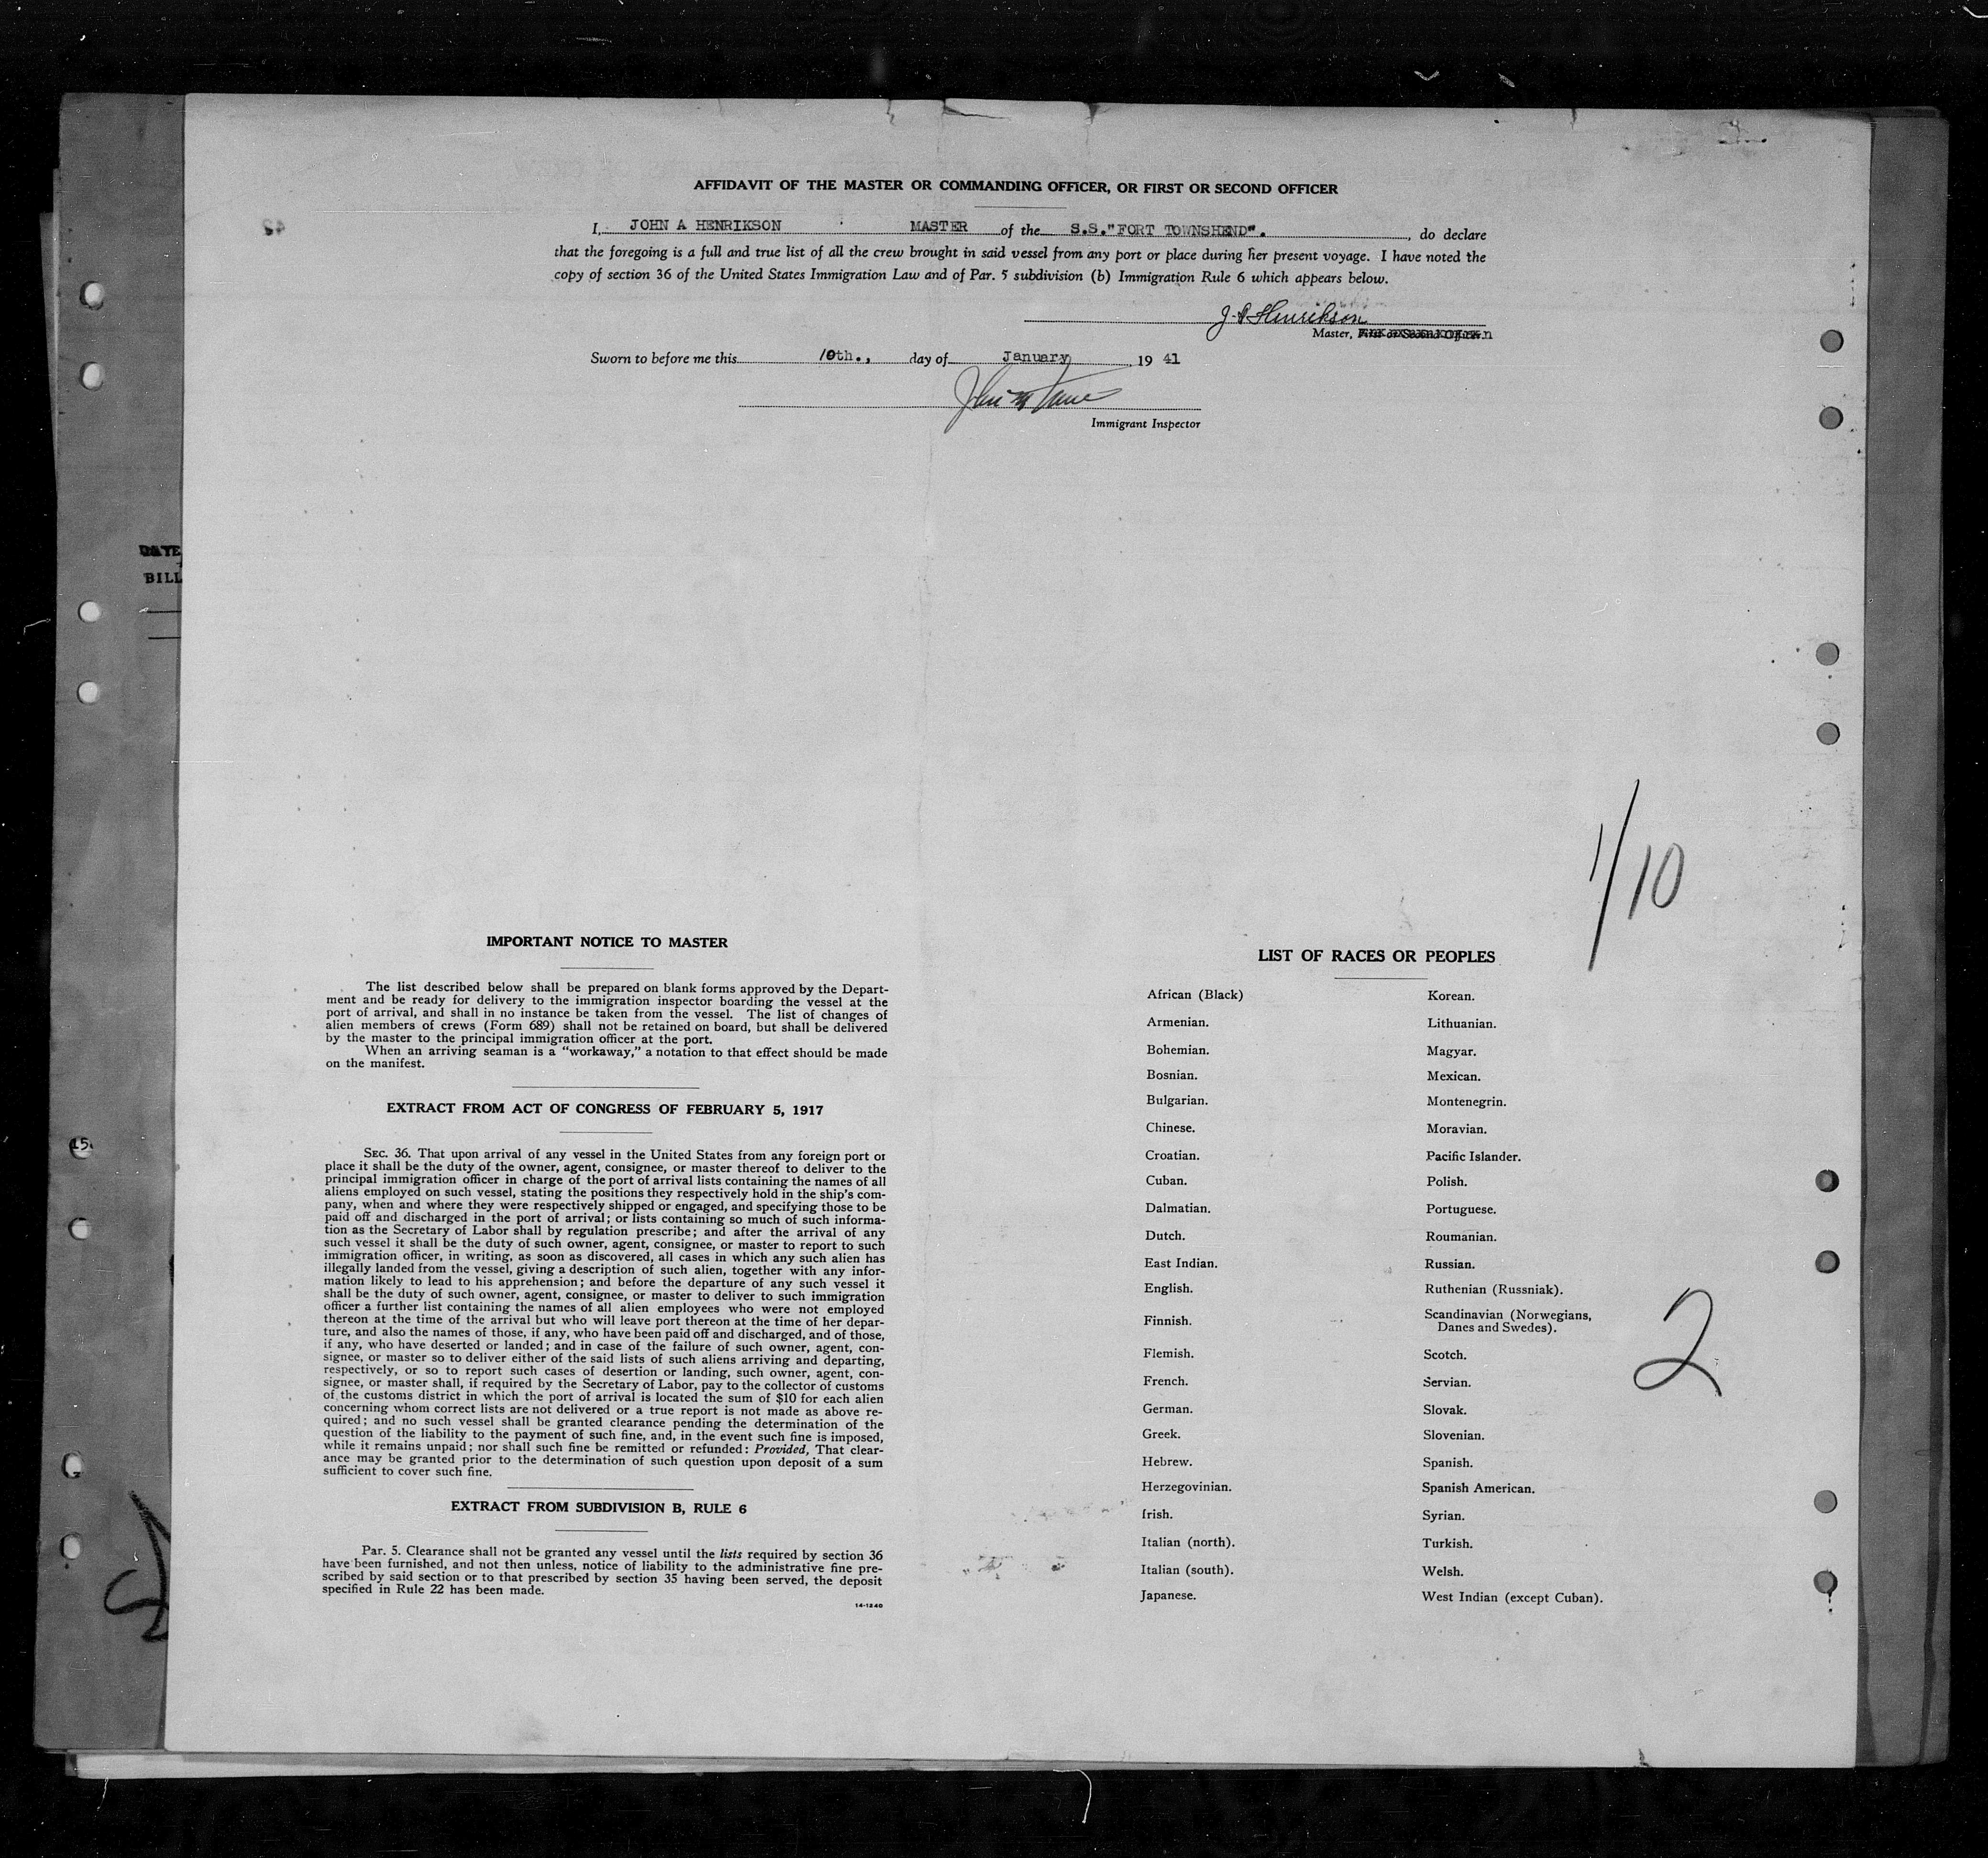 AFFIDAVIT OF THE MASTER OR COMMANDING OFFICER, OR FIRST OR SECOND OFFICER
I, JOHN A HENRIKSON MASTER of the S.S."FORT TOWNSHEND". , do declare
that the foregoing is a full and true list of all the crew brought in said vessel from any port or place during her present voyage. I have noted the
copy of section 36 of the United States Immigration Law and of Par. 5 subdivision (b) Immigration Rule 6 which appears below.
J. A Henrikson
Master, First or Second Officer.
Sworn to before me this 10th., day of January, 19 41
Immigrant Inspector
DATE
BILL
15.
1/10
IMPORTANT NOTICE TO MASTER
The list described below shall be prepared on blank forms approved by the Depart-
ment and be ready for delivery to the immigration inspector boarding the vessel at the
port of arrival, and shall in no instance be taken from the vessel. The list of changes of
alien members of crews (Form 689) shall not be retained on board, but shall be delivered
by the master to the principal immigration officer at the port.
When an arriving seaman is a "workaway," a notation to that effect should be made
on the manifest.
EXTRACT FROM ACT OF CONGRESS OF FEBRUARY 5, 1917
SEC. 36. That upon arrival of any vessel in the United States from any foreign port or
place it shall be the duty of the owner, agent, consignee, or master thereof to deliver to the
principal immigration officer in charge of the port of arrival lists containing the names of all
aliens employed on such vessel, stating the positions they respectively hold in the ship's com-
pany, when and where they were respectively shipped or engaged, and specifying those to be
paid off and discharged in the port of arrival; or lists containing so much of such informa-
tion as the Secretary of Labor shall by regulation prescribe; and after the arrival of any
such vessel it shall be the duty of such owner, agent, consignee, or master to report to such
immigration officer, in writing, as soon as discovered, all cases in which any such alien has
illegally landed from the vessel, giving a description of such alien, together with any infor-
mation likely to lead to his apprehension; and before the departure of any such vessel it
shall be the duty of such owner, agent, consignee, or master to deliver to such immigration
officer a further list containing the names of all alien employees who were not employed
thereon at the time of the arrival but who will leave port thereon at the time of her depar-
ture, and also the names of those, if any, who have been paid off and discharged, and of those,
if any, who have deserted or landed; and in case of the failure of such owner, agent, con-
signee, or master so to deliver either of the said lists of such aliens arriving and departing,
respectively, or so to report such cases of desertion or landing, such owner, agent, con-
signee, or master shall, if required by the Secretary of Labor, pay to the collector of customs
of the customs district in which the port of arrival is located the sum of $10 for each alien
concerning whom correct lists are not delivered or a true report is not made as above re-
quired; and no such vessel shall be granted clearance pending the determination of the
question of the liability to the payment of such fine, and, in the event such fine is imposed,
while it remains unpaid; nor shall such fine be remitted or refunded: Provided, That clear-
ance may be granted prior to the determination of such question upon deposit of a sum
sufficient to cover such fine.
EXTRACT FROM SUBDIVISION B, RULE 6
Par. 5. Clearance shall not be granted any vessel until the lists required by section 36
have been furnished, and not then unless, notice of liability to the administrative fine pre-
scribed by said section or to that prescribed by section 35 having been served, the deposit
specified in Rule 22 has been made.
14-1240
LIST OF RACES OR PEOPLES
African (Black)
Armenian.
Bohemian.
Bosnian.
Bulgarian.
Chinese.
Croatian.
Cuban.
Dalmatian.
Dutch.
East Indian.
English.
Finnish.
Flemish.
French.
German.
Greek.
Hebrew.
Herzegovinian.
Irish.
Italian (north).
Italian (south).
Japanese.
Korean.
Lithuanian.
Magyar.
Mexican.
Montenegrin.
Moravian.
Pacific Islander.
Polish.
Portuguese.
Roumanian.
Russian.
Ruthenian (Russniak).
Scandinavian (Norwegians,
Danes and Swedes).
Scotch.
Servian.
Slovak.
Slovenian.
Spanish.
Spanish American.
Syrian.
Turkish.
Welsh.
West Indian (except Cuban).
2